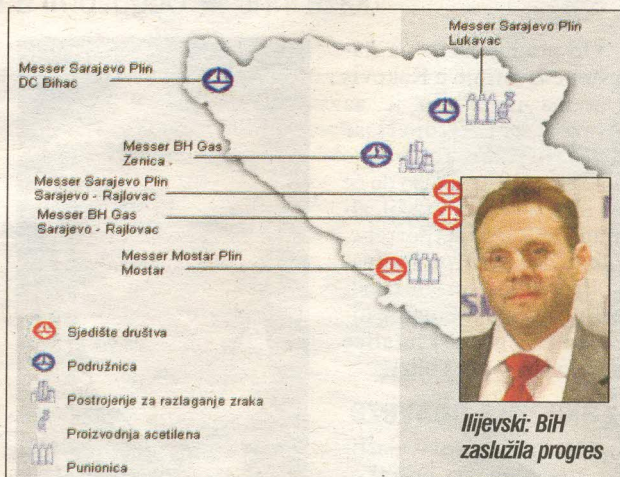 Messer Sarajevo Plin
Lukavac
Messer Sarajevo Plin
DC Bihac
Messer BH Gas
Zenica .
Messer Sarajevo Plin
Sarajevo - Rajlovac
Messer BH Gas
Sarajevo - Rajlovac
Messer Mostar Plin
Mostar
Sjedište društva
Podružnica
Postrojenje za razlaganje zraka
Proizvodnja acetilena
Punionica
Ilijevski: BiH
zaslužila progres